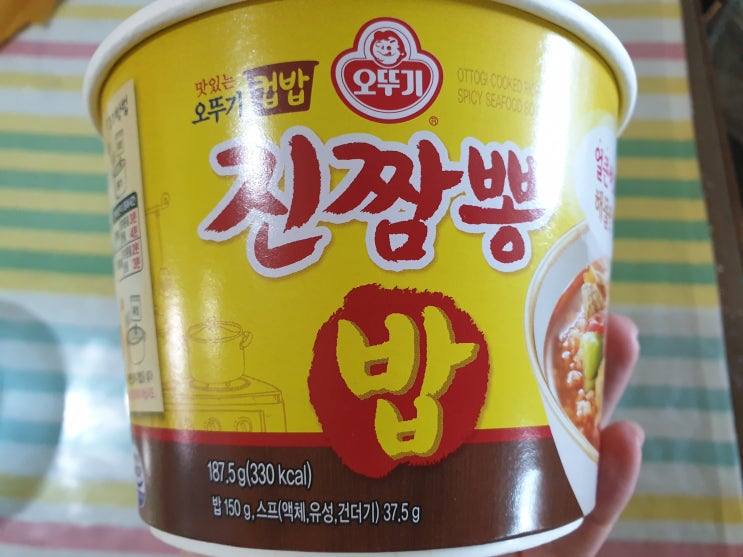 맛있는
오뚜기 컵밥
오뚜기
®
OTTOGI COOKED RICE
SPICY SEAFOOD
진짬뽕
밥
187.5 g(330 kcal)
밥 150 g, 스프(액체,유성,건더기) 37.5 g